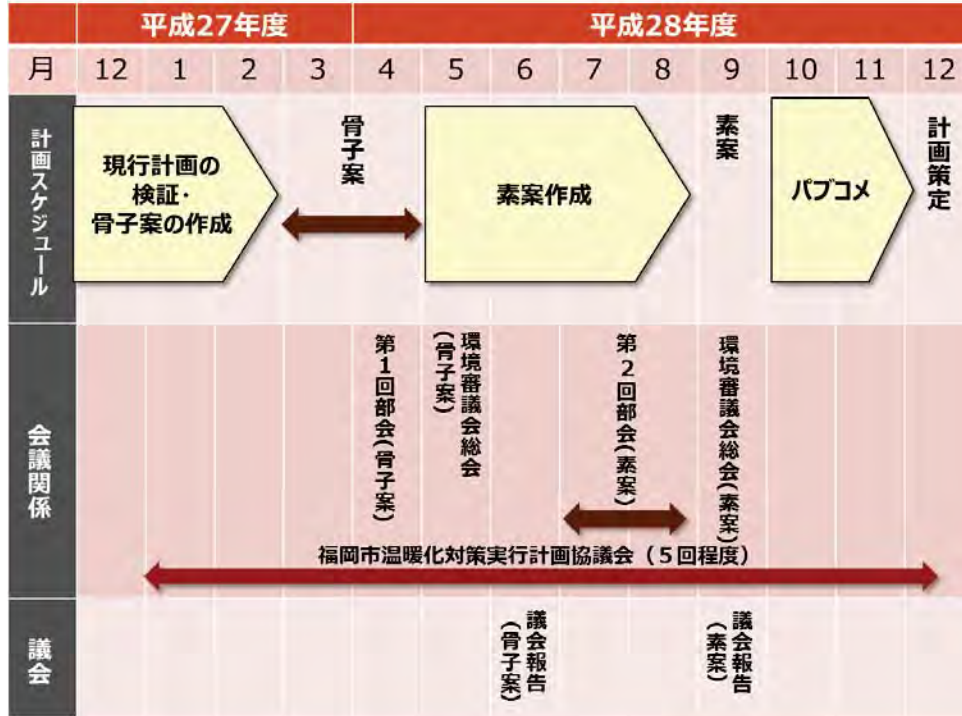 平成27年度
平成28年度
月
12
1
2
3
4
5
6
7
8
9
10
11
12
計画スケジュール
現行計画の
検証・
骨子案の作成
骨子案
素案作成
素案
パブコメ
計画策定
会議関係
第1回部会(骨子案)
環境審議会総会
(骨子案)
第2回部会(素案)
環境審議会総会(素案)
福岡市温暖化対策実行計画協議会（５回程度）
議会
議会報告
(骨子案)
議会報告
(素案)